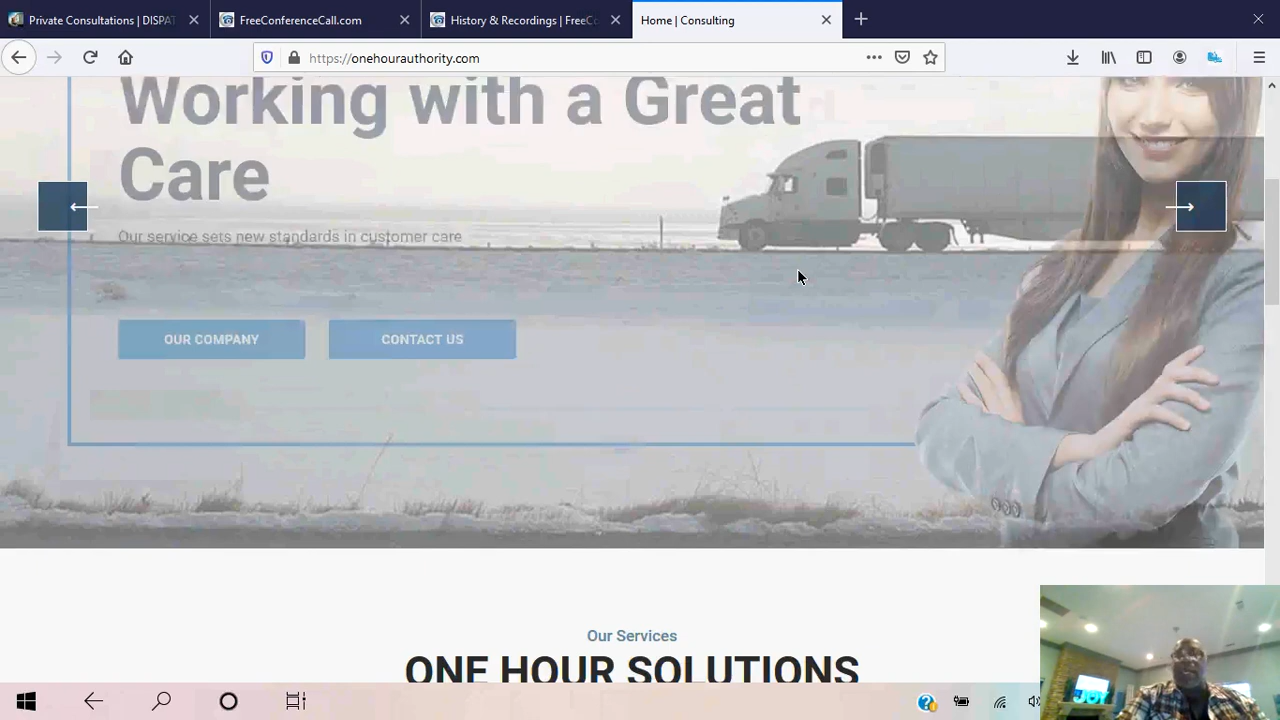 Private Consultations | DISPAT
FreeConferenceCall.com
History & Recordings | FreeCo
Home | Consulting
https://onehourauthority.com
Working with a Great
Care
Our service sets new standards in customer care
OUR COMPANY
CONTACT US
Our Services
ONE HOUR SOLUTIONS